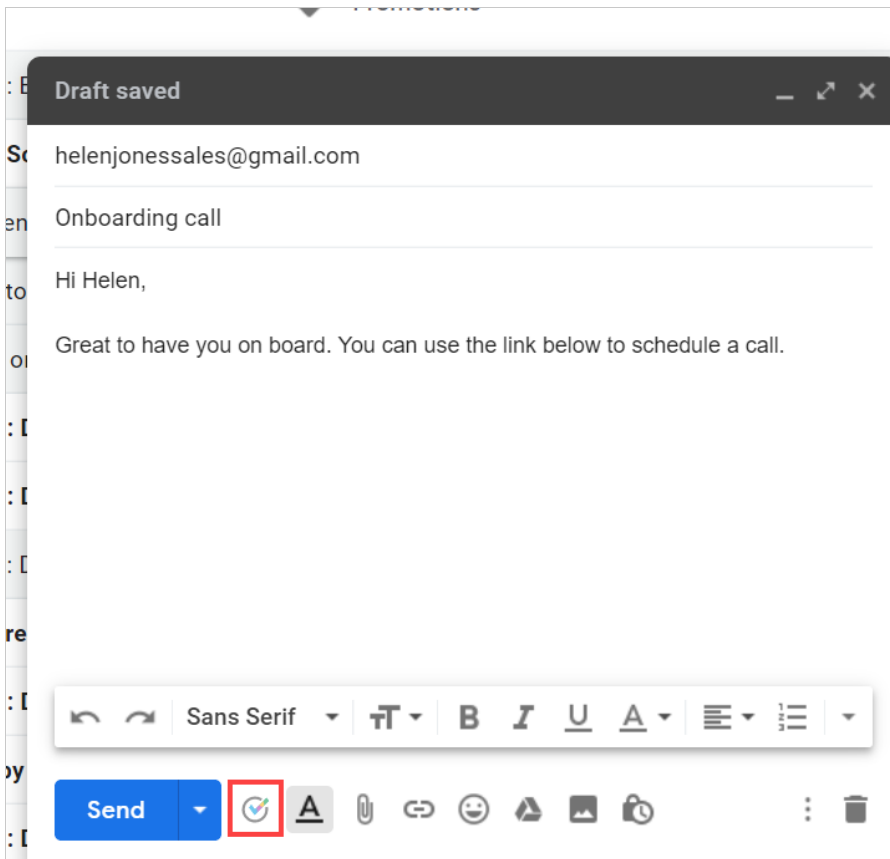 Draft saved
helenjonessales@gmail.com
Onboarding call
Hi Helen,
Great to have you on board. You can use the link below to schedule a call.
Sans Serif
Send